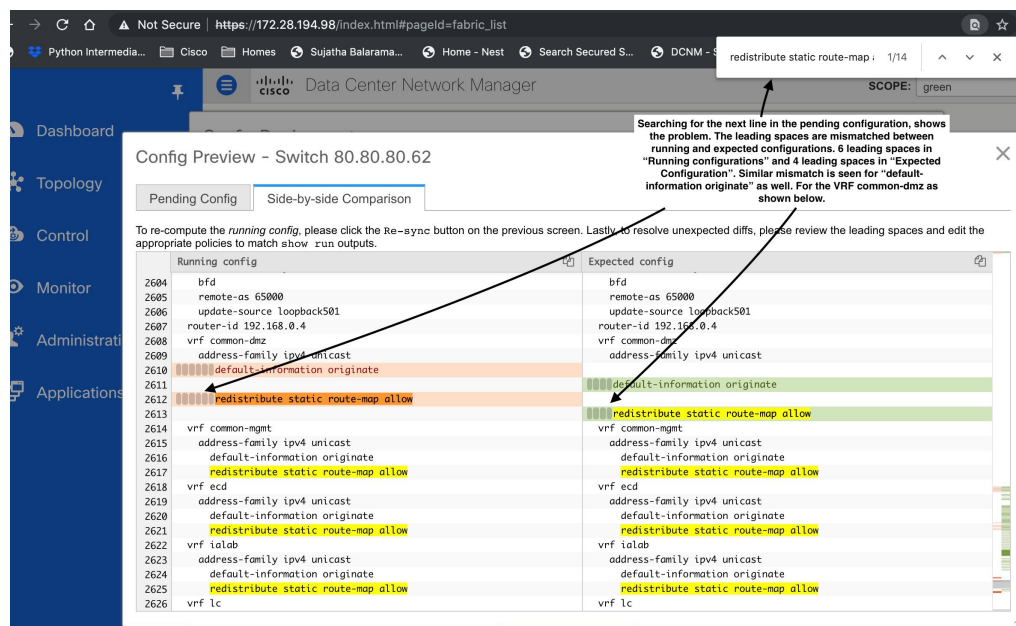 Not Secure | https://172.28.194.98/index.html#pageId=fabric_list
Python Intermedia... Cisco Homes Sujatha Balarama... Home - Nest Search Secured S... DCNM - S
redistribute static route-map 1/14
cisco Data Center Network Manager
SCOPE: green
Searching for the next line in the pending configuration, shows
the problem. The leading spaces are mismatched between
running and expected configurations. 6 leading spaces in
“Running configurations” and 4 leading spaces in “Expected
Configuration”. Similar mismatch is seen for “default-
information originate” as well. For the VRF common-dmz as
shown below.
Dashboard
Topology
Control
Monitor
Administrati
Applications
Config Preview - Switch 80.80.80.62
Pending Config Side-by-side Comparison
To re-compute the running config, please click the Re-sync button on the previous screen. Lastly, to resolve unexpected diffs, please review the leading spaces and edit the
appropriate policies to match show run outputs.
Running config Expected config
2604 bfd bfd
2605 remote-as 65000 remote-as 65000
2606 update-source loopback501 update-source loopback501
2607 router-id 192.168.0.4 router-id 192.168.0.4
2608 vrf common-dmz vrf common-dmz
2609 address-family ipv4 unicast address-family ipv4 unicast
2610 default-information originate
2611 default-information originate
2612 redistribute static route-map allow
2613 redistribute static route-map allow
2614 vrf common-mgmt vrf common-mgmt
2615 address-family ipv4 unicast address-family ipv4 unicast
2616 default-information originate default-information originate
2617 redistribute static route-map allow redistribute static route-map allow
2618 vrf ecd vrf ecd
2619 address-family ipv4 unicast address-family ipv4 unicast
2620 default-information originate default-information originate
2621 redistribute static route-map allow redistribute static route-map allow
2622 vrf ialab vrf ialab
2623 address-family ipv4 unicast address-family ipv4 unicast
2624 default-information originate default-information originate
2625 redistribute static route-map allow redistribute static route-map allow
2626 vrf lc vrf lc